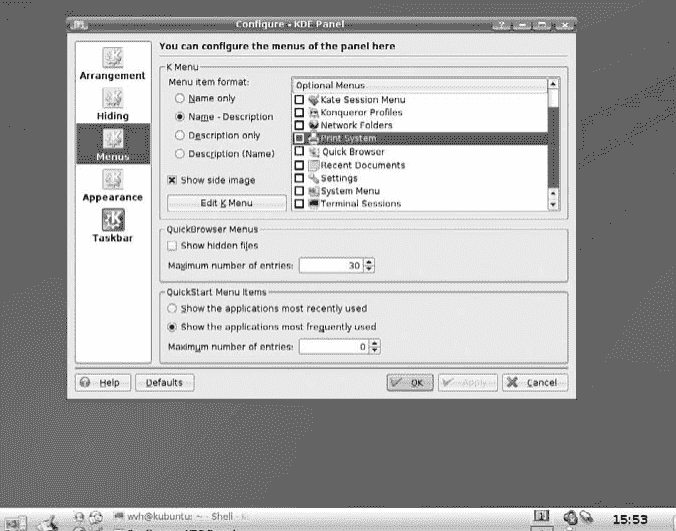 Configure - KDE Panel
Arrangement
Hiding
Menus
Appearance
Taskbar
You can configure the menus of the panel here
K Menu
Menu item format:
Name only
Name - Description
Description only
Description (Name)
Show side image
Edit K Menu
Optional Menus
Kate Session Menu
Konqueror Profiles
Network Folders
Print System
Quick Browser
Recent Documents
Settings
System Menu
Terminal Sessions
QuickBrowser Menus
Show hidden files
Maximum number of entries: 30
QuickStart Menu Items
Show the applications most recently used
Show the applications most frequently used
Maximum number of entries: 0
Help
Defaults
OK
Apply
Cancel
wvh@kubuntu: ~ - Shell - K
1
15:53